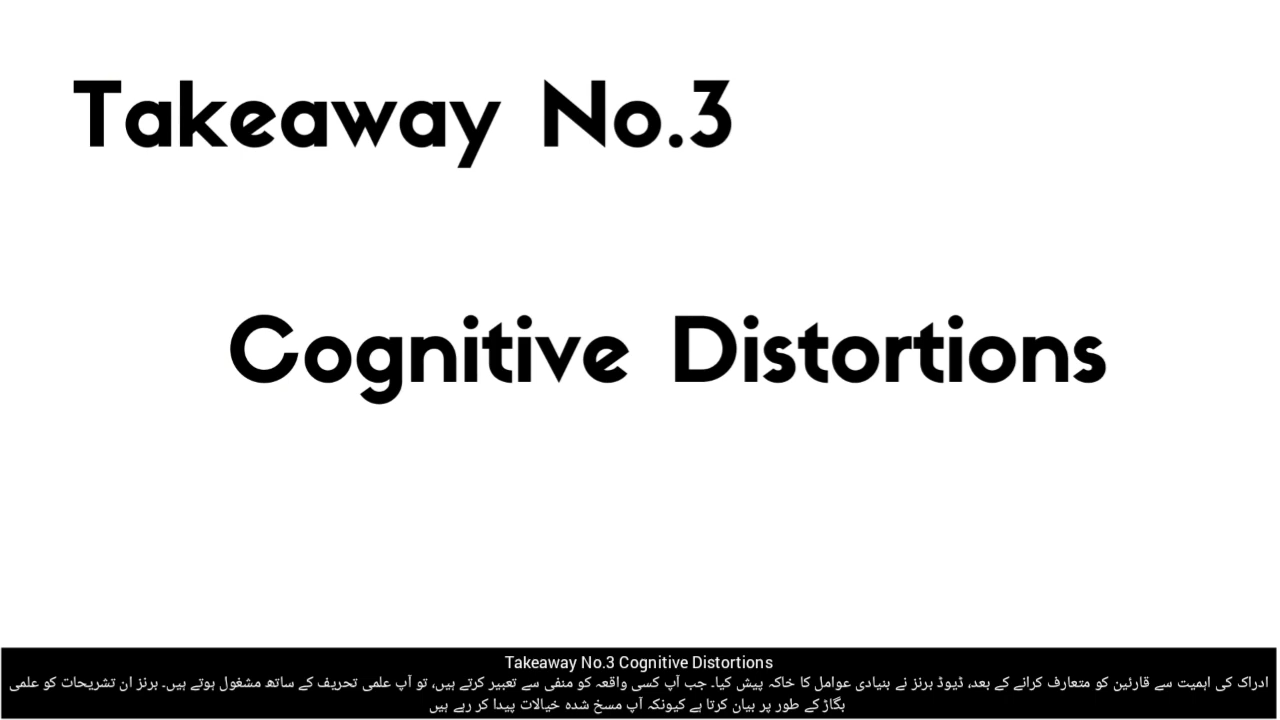 Takeaway No.3
Cognitive Distortions
Takeaway No.3 Cognitive Distortions
ادراک کی اہمیت سے قارئین کو متعارف کرانے کے بعد، ڈیوڈ برنز نے بنیادی عوامل کا خاکہ پیش کیا۔ جب آپ کسی واقعہ کو منفی سے تعبیر کرتے ہیں، تو آپ علمی تحریف کے ساتھ مشغول ہوتے ہیں۔ برنز ان تشریحات کو علمی
بگاڑ کے طور پر بیان کرتا ہے کیونکہ آپ مسخ شدہ خیالات پیدا کر رہے ہیں